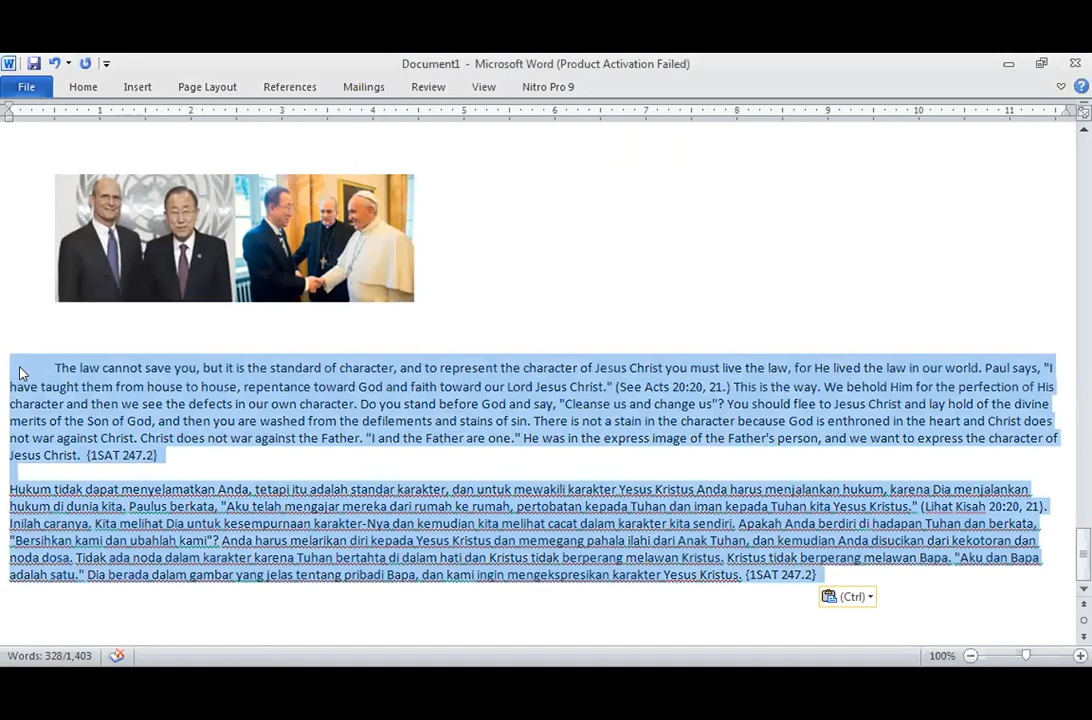 Document1 - Microsoft Word (Product Activation Failed)
File Home Insert Page Layout References Mailings Review View Nitro Pro 9
1 2 3 4 5 6 7 8 9 10 11
The law cannot save you, but it is the standard of character, and to represent the character of Jesus Christ you must live the law, for He lived the law in our world. Paul says, "I
have taught them from house to house, repentance toward God and faith toward our Lord Jesus Christ." (See Acts 20:20, 21.) This is the way. We behold Him for the perfection of His
character and then we see the defects in our own character. Do you stand before God and say, "Cleanse us and change us"? You should flee to Jesus Christ and lay hold of the divine
merits of the Son of God, and then you are washed from the defilements and stains of sin. There is not a stain in the character because God is enthroned in the heart and Christ does
not war against Christ. Christ does not war against the Father. "I and the Father are one." He was in the express image of the Father's person, and we want to express the character of
Jesus Christ. {1SAT 247.2}
Hukum tidak dapat menyelamatkan Anda, tetapi itu adalah standar karakter, dan untuk mewakili karakter Yesus Kristus Anda harus menjalankan hukum, karena Dia menjalankan
hukum di dunia kita. Paulus berkata, "Aku telah mengajar mereka dari rumah ke rumah, pertobatan kepada Tuhan dan iman kepada Tuhan kita Yesus Kristus." (Lihat Kisah 20:20, 21).
Inilah caranya. Kita melihat Dia untuk kesempurnaan karakter-Nya dan kemudian kita melihat cacat dalam karakter kita sendiri. Apakah Anda berdiri di hadapan Tuhan dan berkata,
"Bersihkan kami dan ubahlah kami"? Anda harus melarikan diri kepada Yesus Kristus dan memegang pahala ilahi dari Anak Tuhan, dan kemudian Anda disucikan dari kekotoran dan
noda dosa. Tidak ada noda dalam karakter karena Tuhan bertahta di dalam hati dan Kristus tidak berperang melawan Kristus. Kristus tidak berperang melawan Bapa. "Aku dan Bapa
adalah satu." Dia berada dalam gambar yang jelas tentang pribadi Bapa, dan kami ingin mengekspresikan karakter Yesus Kristus. {1SAT 247.2}
(Ctrl)
Words: 328/1,403 100%